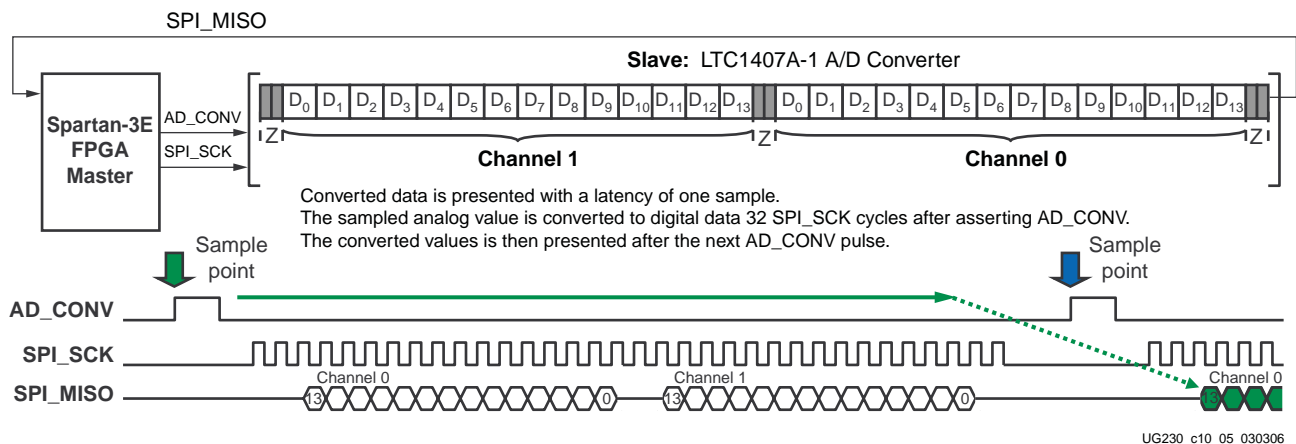 SPI_MISO
Slave: LTC1407A-1 A/D Converter
Spartan-3E
FPGA
Master
AD_CONV
SPI_SCK
D0 D1 D2 D3 D4 D5 D6 D7 D8 D9 D10 D11 D12 D13 D0 D1 D2 D3 D4 D5 D6 D7 D8 D9 D10 D11 D12 D13
Z Z Z
Channel 1 Channel 0
Converted data is presented with a latency of one sample.
The sampled analog value is converted to digital data 32 SPI_SCK cycles after asserting AD_CONV.
The converted values is then presented after the next AD_CONV pulse.
Sample
point
Sample
point
AD_CONV
SPI_SCK
Channel 0 Channel 1 Channel 0
SPI_MISO 13 0 13 0 13
UG230_c10_05_030306